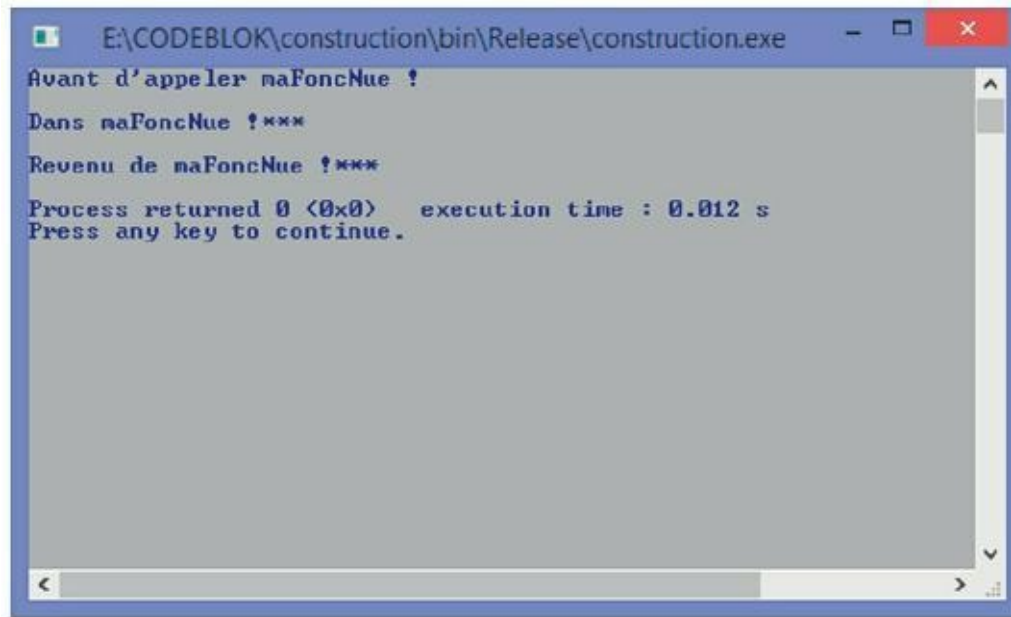 E:\CODEBLOK\construction\bin\Release\construction.exe
Avant d'appeler maFoncNue !
Dans maFoncNue !***
Revenu de maFoncNue !***
Process returned 0 (0x0)   execution time : 0.012 s
Press any key to continue.